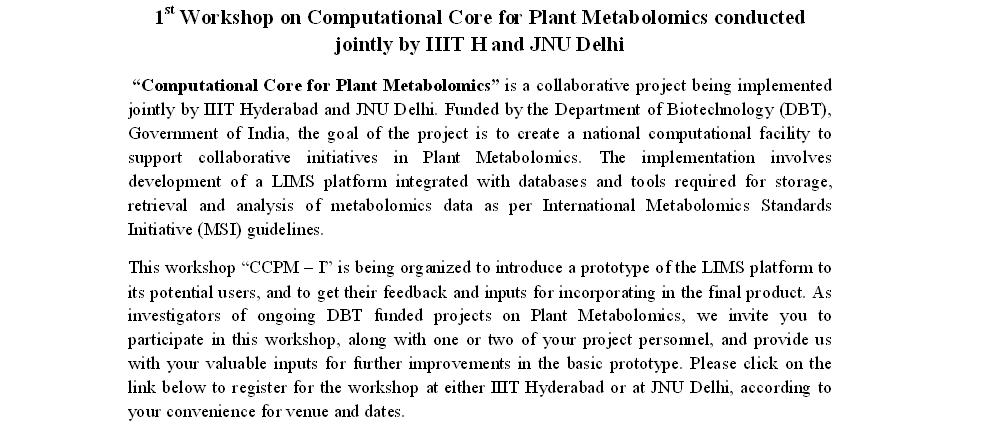 1st Workshop on Computational Core for Plant Metabolomics conducted
jointly by IIIT H and JNU Delhi
“Computational Core for Plant Metabolomics” is a collaborative project being implemented
jointly by IIIT Hyderabad and JNU Delhi. Funded by the Department of Biotechnology (DBT),
Government of India, the goal of the project is to create a national computational facility to
support collaborative initiatives in Plant Metabolomics. The implementation involves
development of a LIMS platform integrated with databases and tools required for storage,
retrieval and analysis of metabolomics data as per International Metabolomics Standards
Initiative (MSI) guidelines.
This workshop “CCPM – I” is being organized to introduce a prototype of the LIMS platform to
its potential users, and to get their feedback and inputs for incorporating in the final product. As
investigators of ongoing DBT funded projects on Plant Metabolomics, we invite you to
participate in this workshop, along with one or two of your project personnel, and provide us
with your valuable inputs for further improvements in the basic prototype. Please click on the
link below to register for the workshop at either IIIT Hyderabad or at JNU Delhi, according to
your convenience for venue and dates.